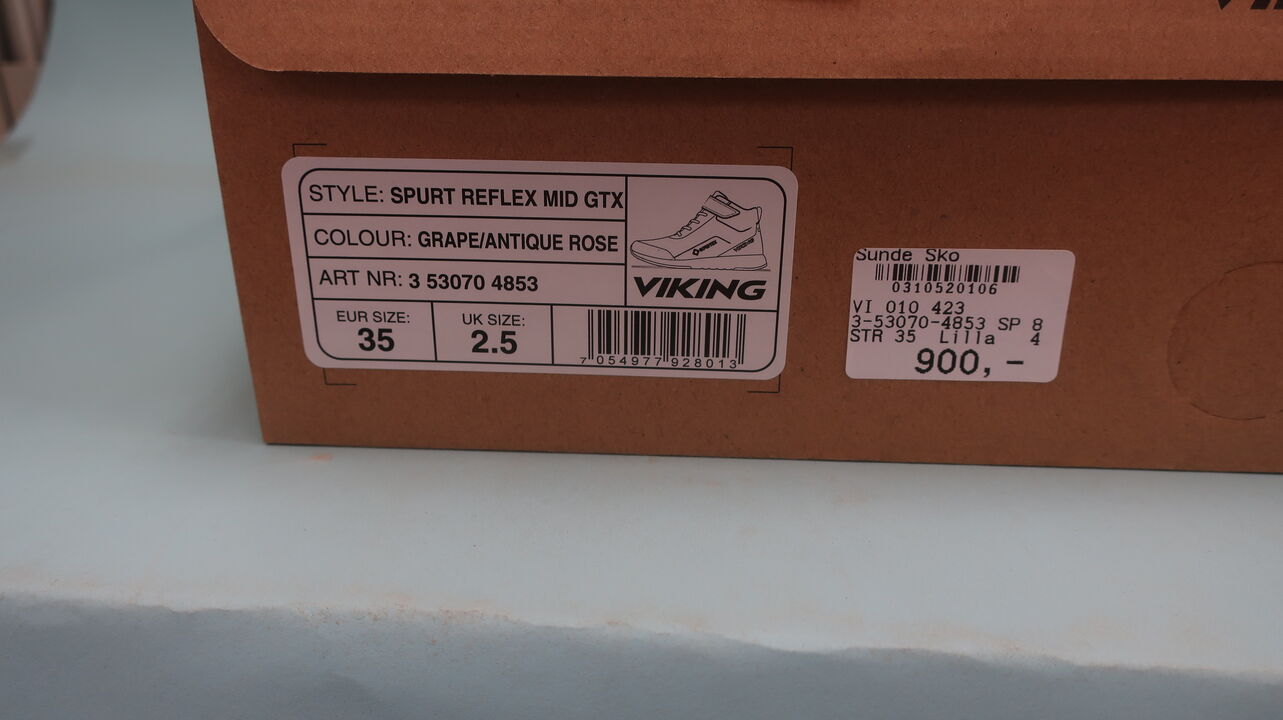 STYLE: SPURT REFLEX MID GTX
COLOUR: GRAPE/ANTIQUE ROSE
ART NR: 3 53070 4853
EUR SIZE:
35
UK SIZE:
2.5
VIKING
7 054977 928013
Sunde Sko
0310520106
VI 010 423
3-53070-4853 SP 8
STR 35 Lilla 4
900,-